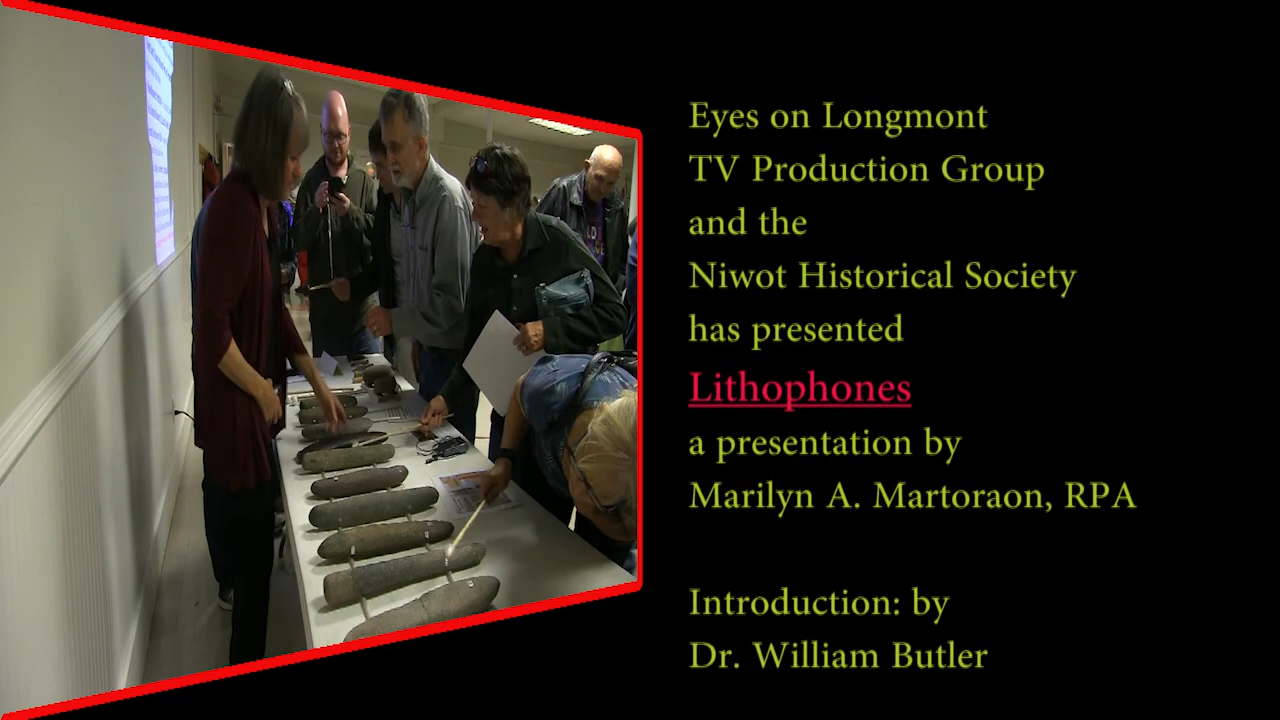 Eyes on Longmont
TV Production Group
and the
Niwot Historical Society
has presented
Lithophones
a presentation by
Marilyn A. Martoraon, RPA
Introduction: by
Dr. William Butler